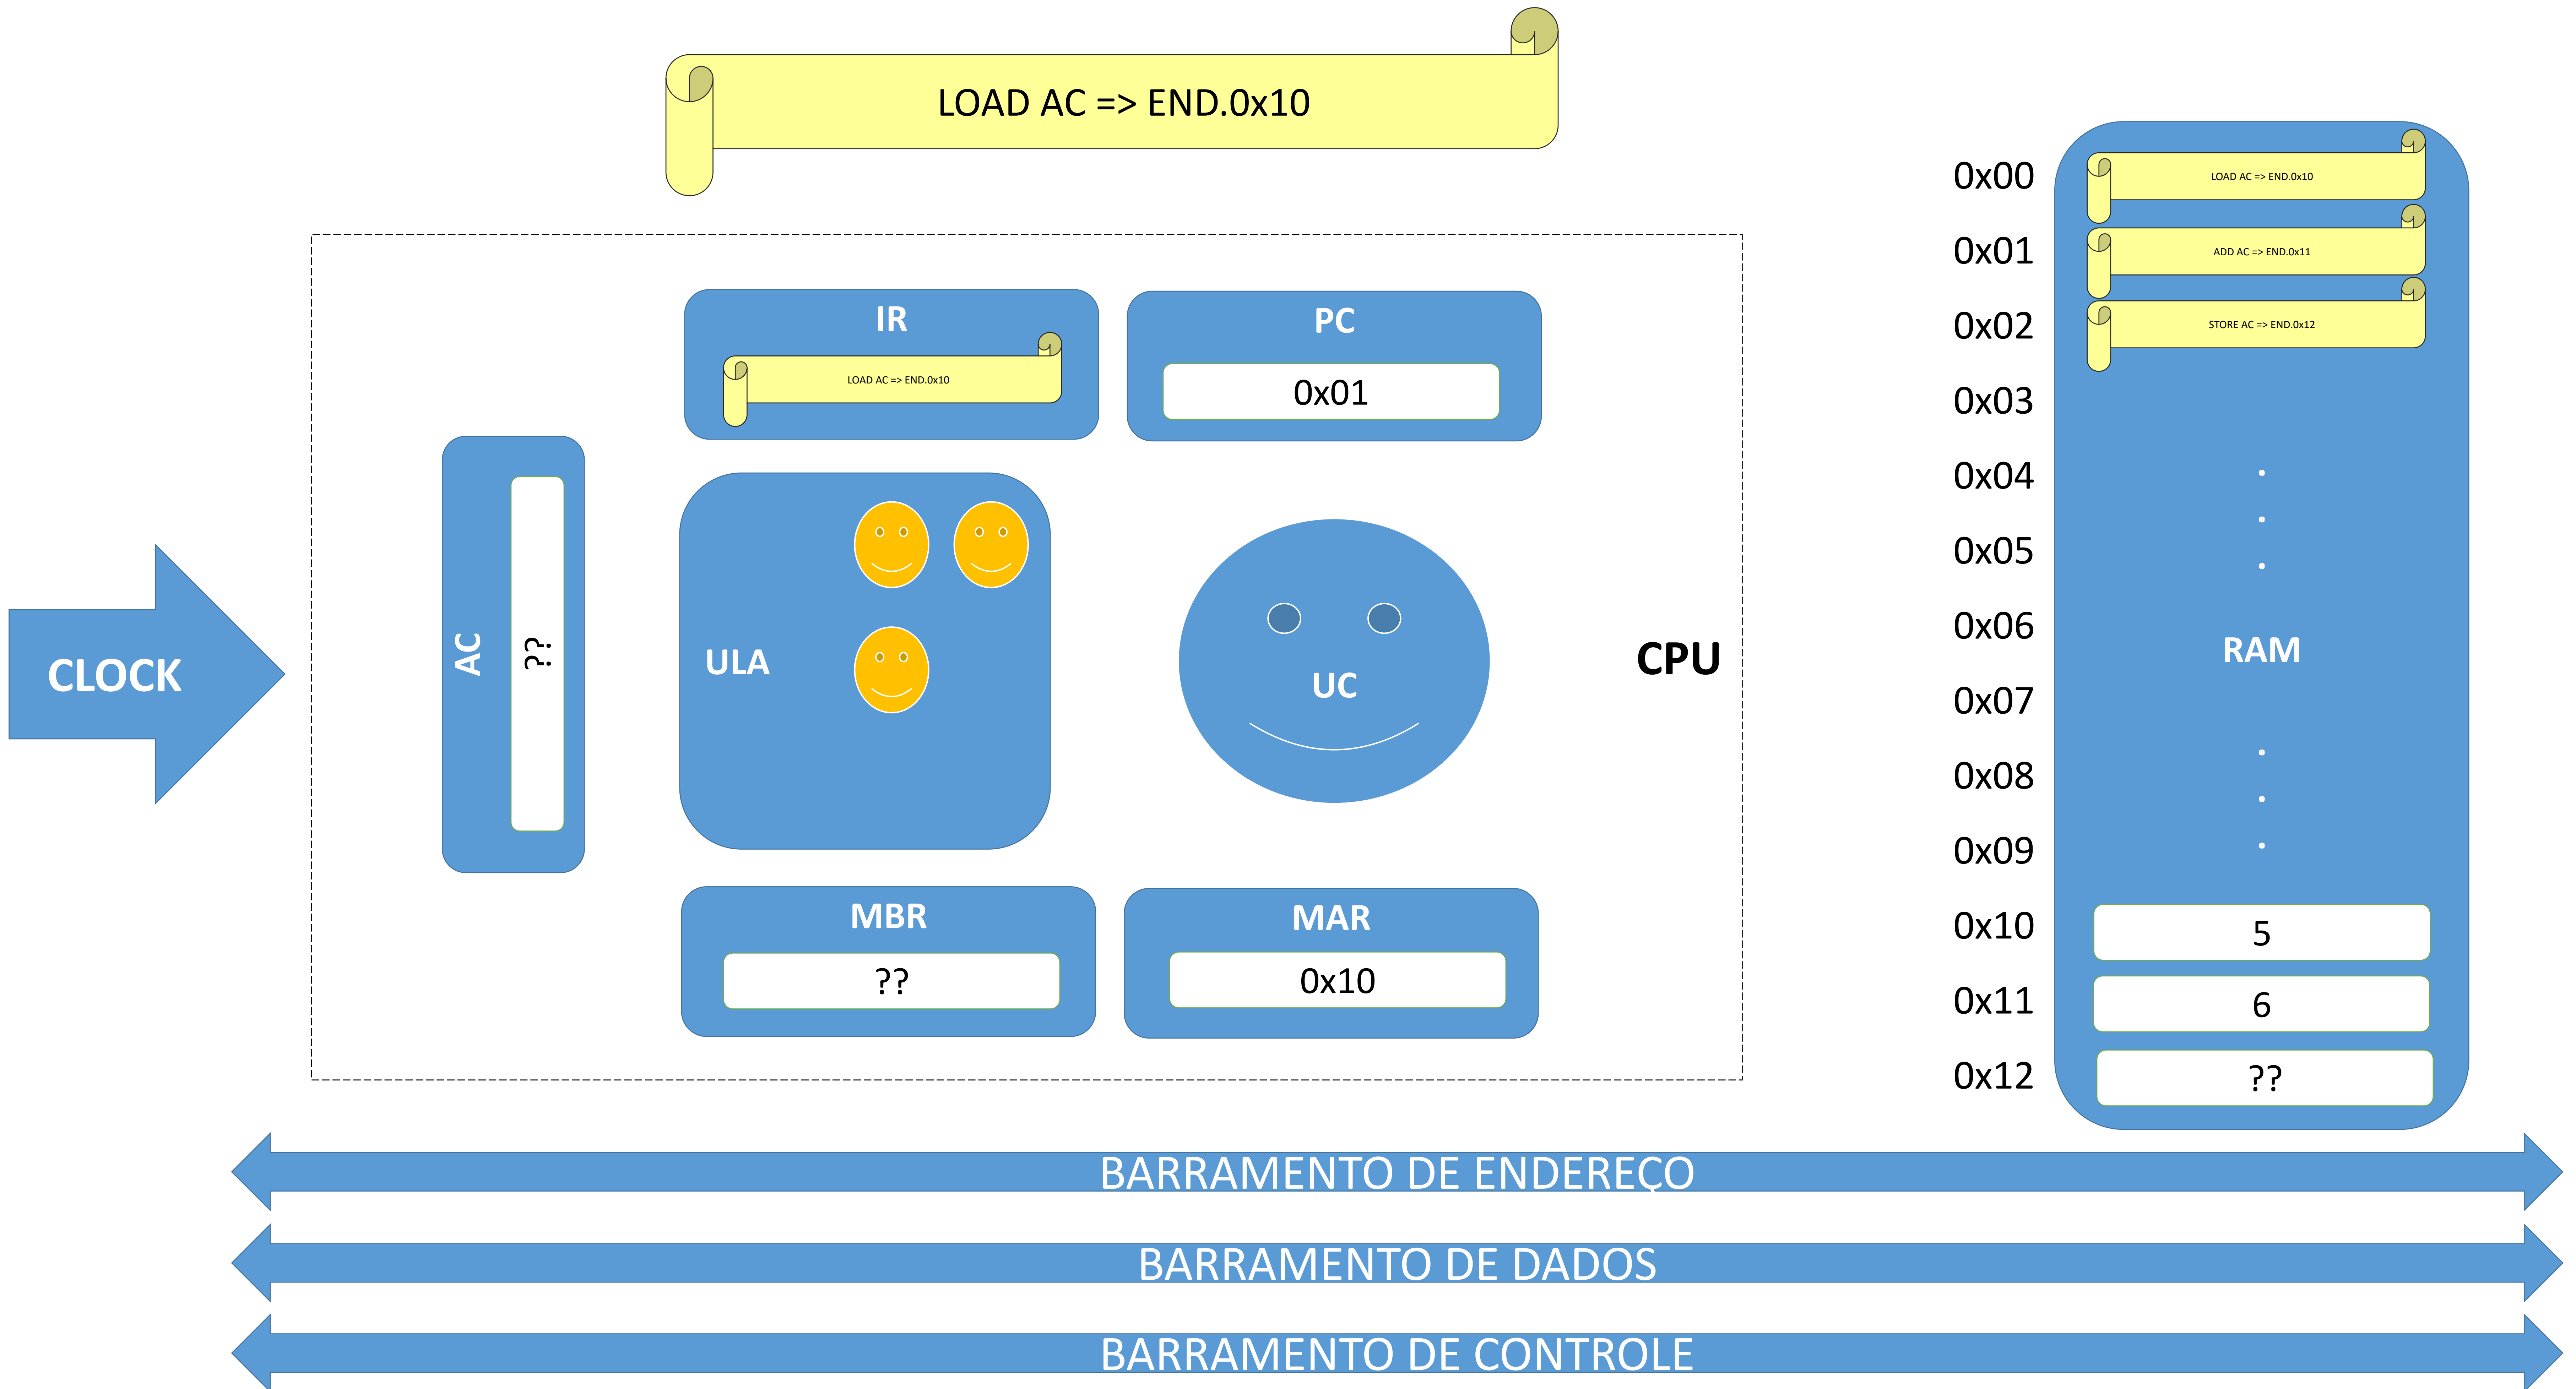 LOAD AC => END.0x10
0x00
LOAD AC => END.0x10
0x01
ADD AC => END.0x11
0x02
STORE AC => END.0x12
0x03
0x04
0x05
0x06
0x07
0x08
0x09
0x10
5
0x11
6
0x12
??
RAM
IR
LOAD AC => END.0x10
PC
0x01
CLOCK
AC
??
ULA
UC
CPU
MBR
??
MAR
0x10
BARRAMENTO DE ENDEREÇO
BARRAMENTO DE DADOS
BARRAMENTO DE CONTROLE